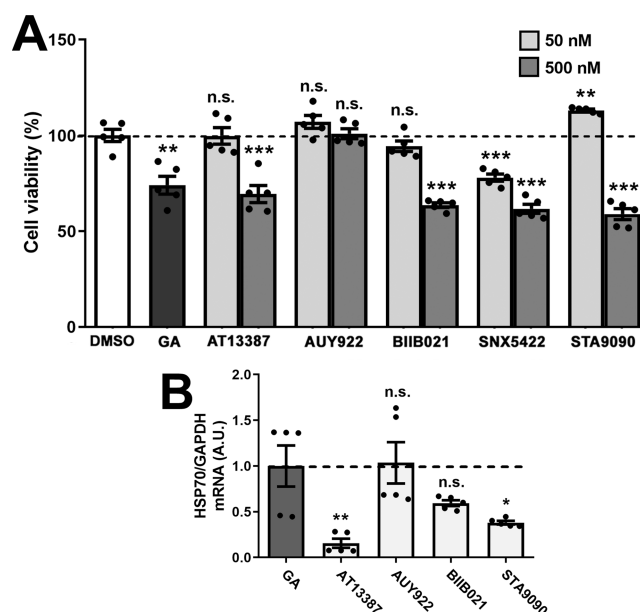 A
150
100
50
0
Cell viability (%)
50 nM
500 nM
**
n.s.
***
n.s.
n.s.
n.s.
***
***
***
**
***
DMSO GA AT13387 AUY922 BIIB021 SNX5422 STA9090
B
2.0
1.5
1.0
0.5
0.0
HSP70/GAPDH
mRNA (A.U.)
**
n.s.
n.s.
*
GA
AT13387
AUY922
BIIB021
STA9090